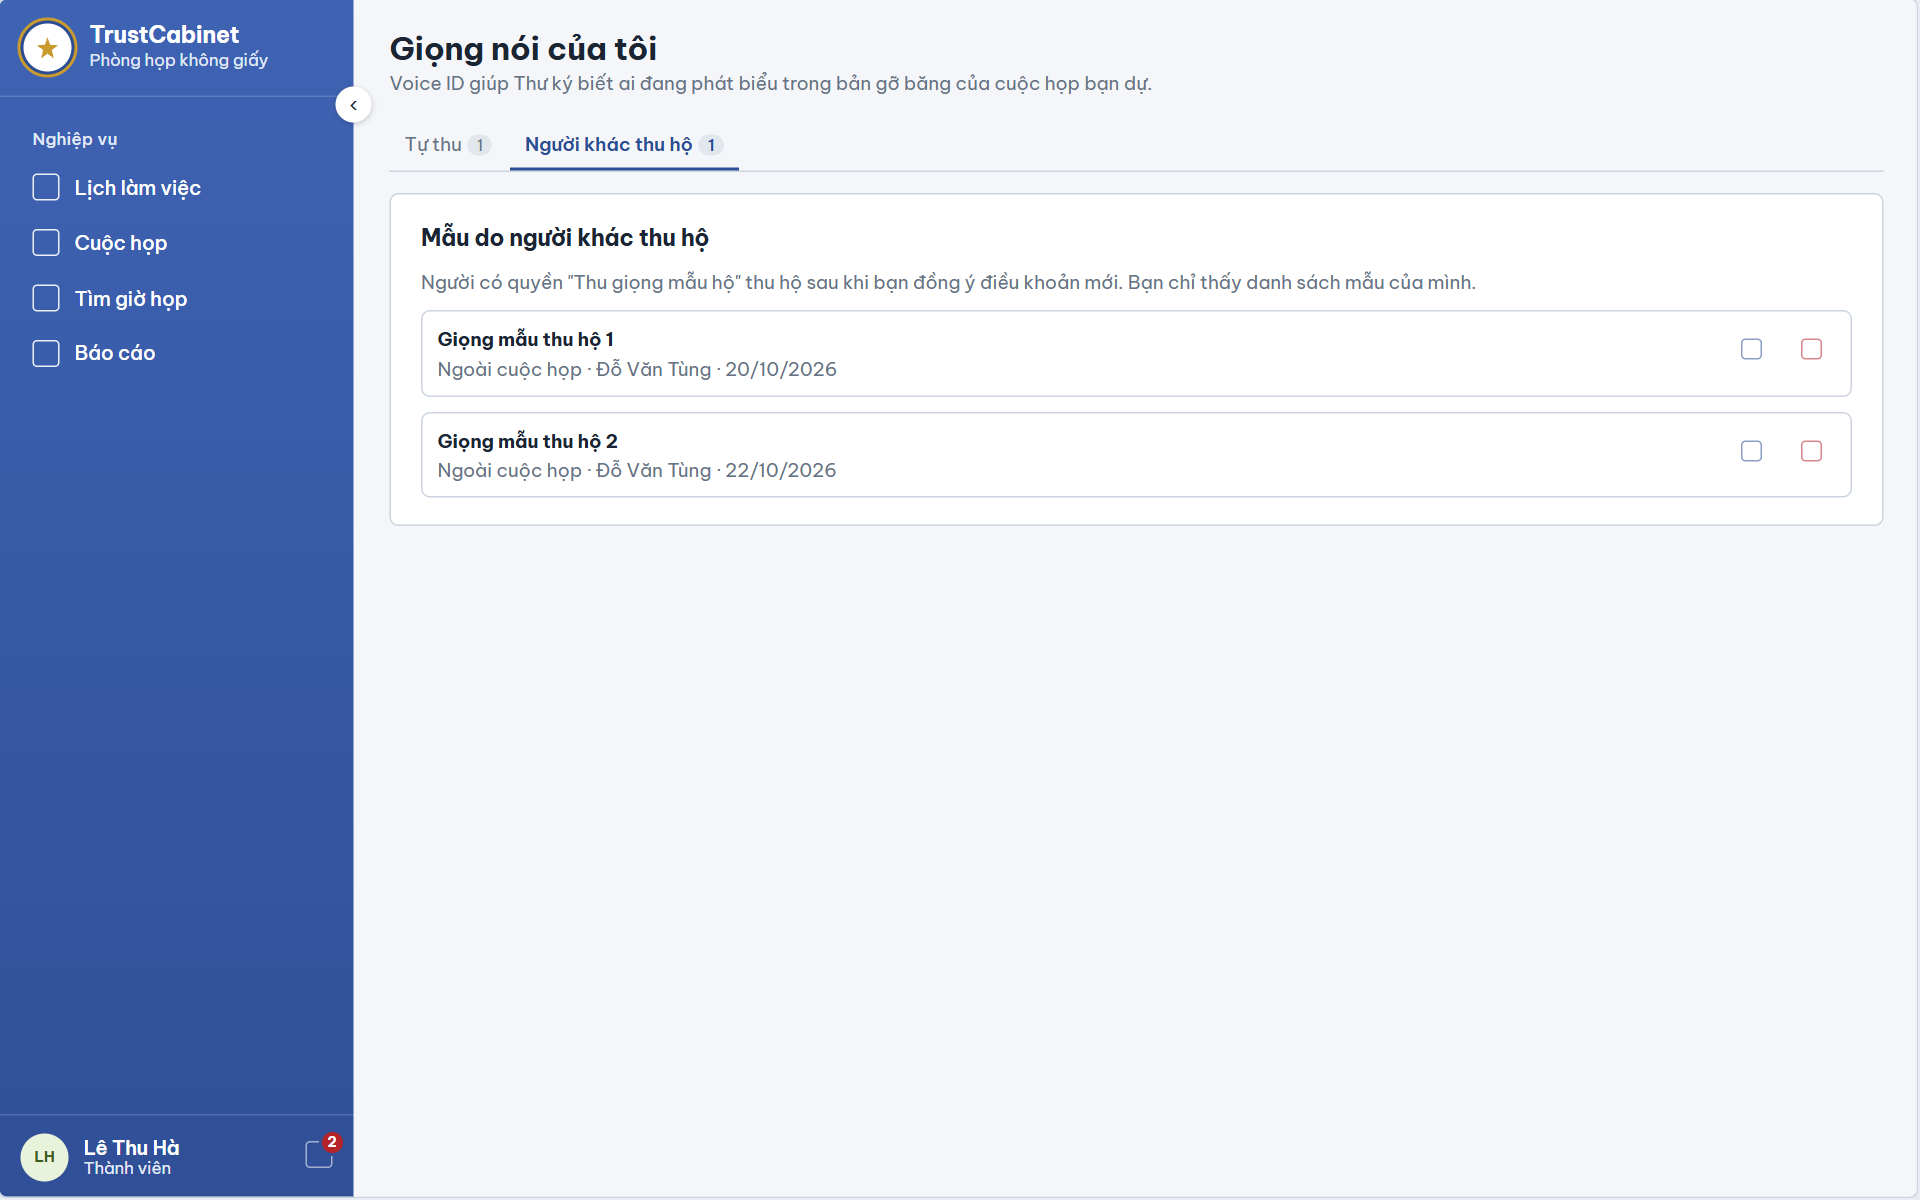 TrustCabinet
Phòng họp không giấy
Nghiệp vụ
Lịch làm việc
Cuộc họp
Tìm giờ họp
Báo cáo
LH
Lê Thu Hà
Thành viên
2
Giọng nói của tôi
Voice ID giúp Thư ký biết ai đang phát biểu trong bản gỡ băng của cuộc họp bạn dự.
Tự thu 1
Người khác thu hộ 1
Mẫu do người khác thu hộ
Người có quyền "Thu giọng mẫu hộ" thu hộ sau khi bạn đồng ý điều khoản mới. Bạn chỉ thấy danh sách mẫu của mình.
Giọng mẫu thu hộ 1
Ngoài cuộc họp · Đỗ Văn Tùng · 20/10/2026
Giọng mẫu thu hộ 2
Ngoài cuộc họp · Đỗ Văn Tùng · 22/10/2026